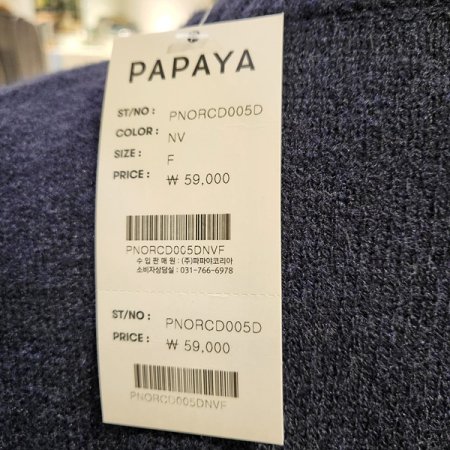 PAPAYA
ST/NO : PNORCD005D
COLOR : NV
SIZE : F
PRICE : ₩ 59,000
PNORCD005DNVF
수 입 판 매 원 : (주)파파야코리아
소비자상담실 : 031-766-6978
ST/NO : PNORCD005D
PRICE : ₩ 59,000
PNORCD005DNVF